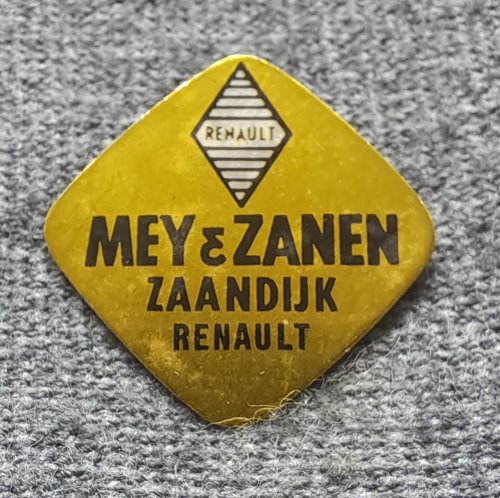 RENAULT
MEY & ZANEN
ZAANDIJK
RENAULT